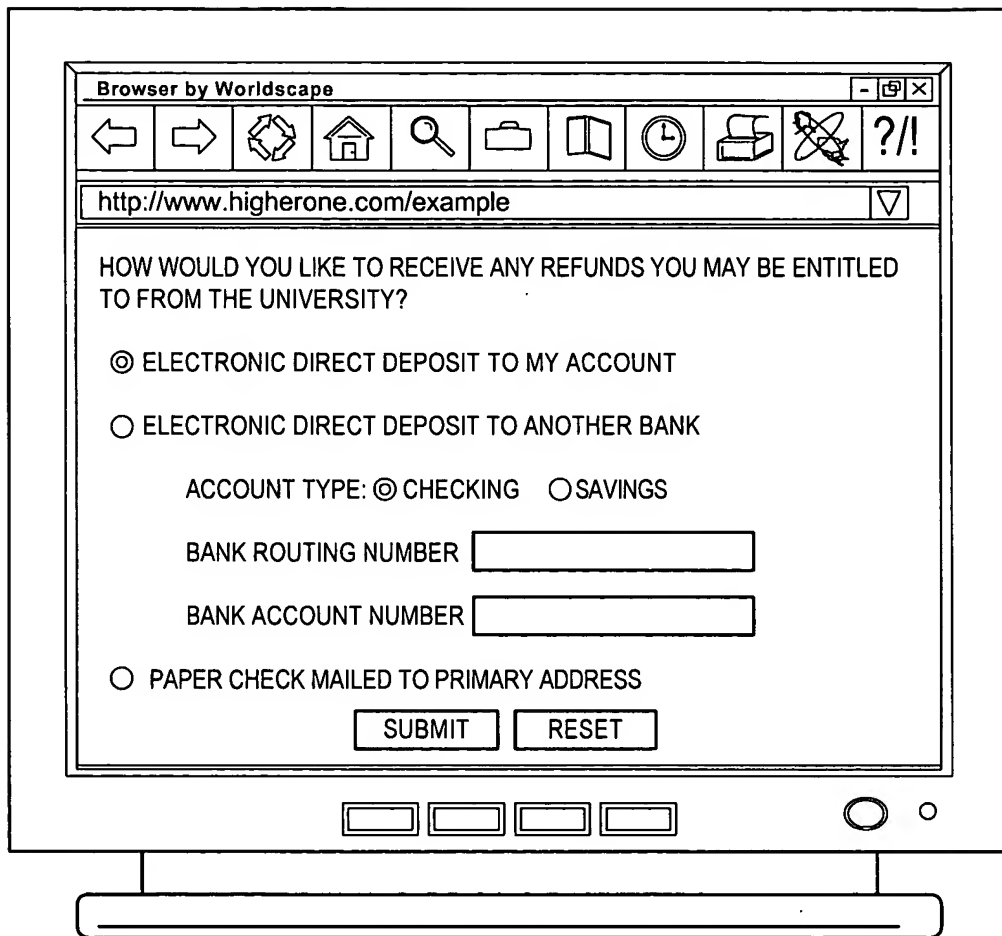 Browser by Worldscape
?/!
http://www.higherone.com/example
HOW WOULD YOU LIKE TO RECEIVE ANY REFUNDS YOU MAY BE ENTITLED
TO FROM THE UNIVERSITY?
ELECTRONIC DIRECT DEPOSIT TO MY ACCOUNT
ELECTRONIC DIRECT DEPOSIT TO ANOTHER BANK
ACCOUNT TYPE: CHECKING SAVINGS
BANK ROUTING NUMBER
BANK ACCOUNT NUMBER
PAPER CHECK MAILED TO PRIMARY ADDRESS
SUBMIT RESET